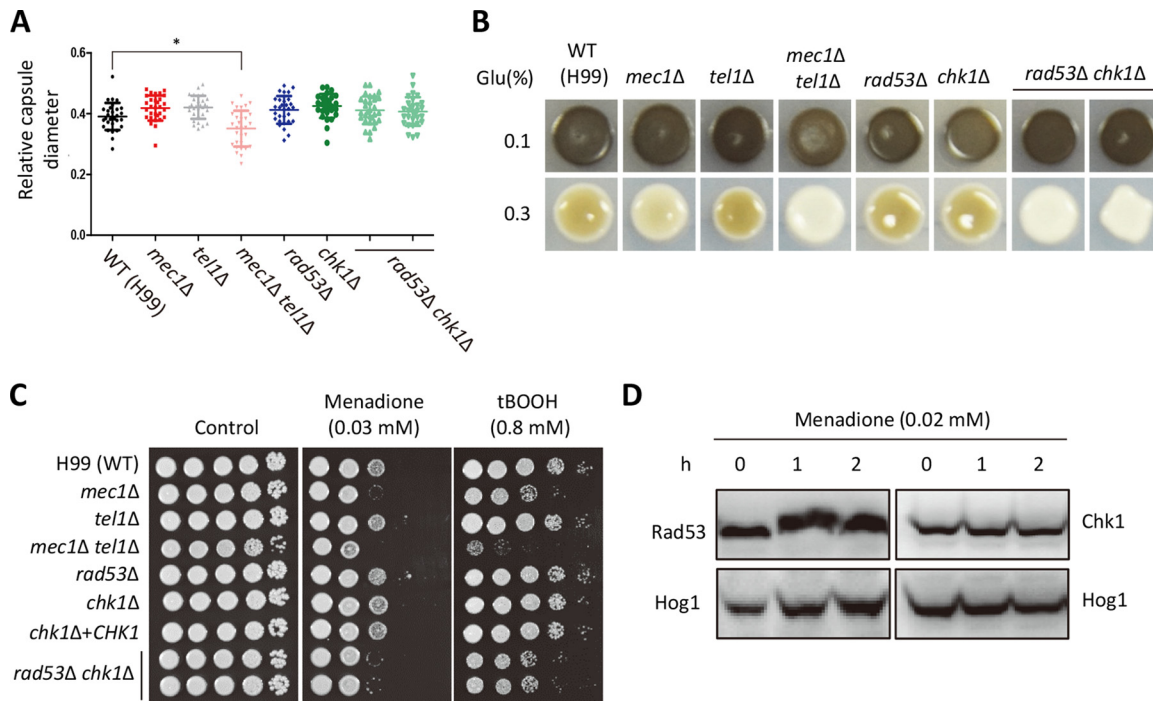 A
*
Relative capsule
diameter
0.6
0.4
0.2
0.0
WT (H99)
mec1Δ
tel1Δ
mec1Δ tel1Δ
rad53Δ
chk1Δ
rad53Δ chk1Δ
B
Glu(%)
WT
(H99)
mec1Δ
tel1Δ
mec1Δ
tel1Δ
rad53Δ
chk1Δ
rad53Δ chk1Δ
0.1
0.3
C
Control
Menadione
(0.03 mM)
tBOOH
(0.8 mM)
H99 (WT)
mec1Δ
tel1Δ
mec1Δ tel1Δ
rad53Δ
chk1Δ
chk1Δ+CHK1
rad53Δ chk1Δ
D
Menadione (0.02 mM)
h 0 1 2 0 1 2
Rad53
Chk1
Hog1
Hog1